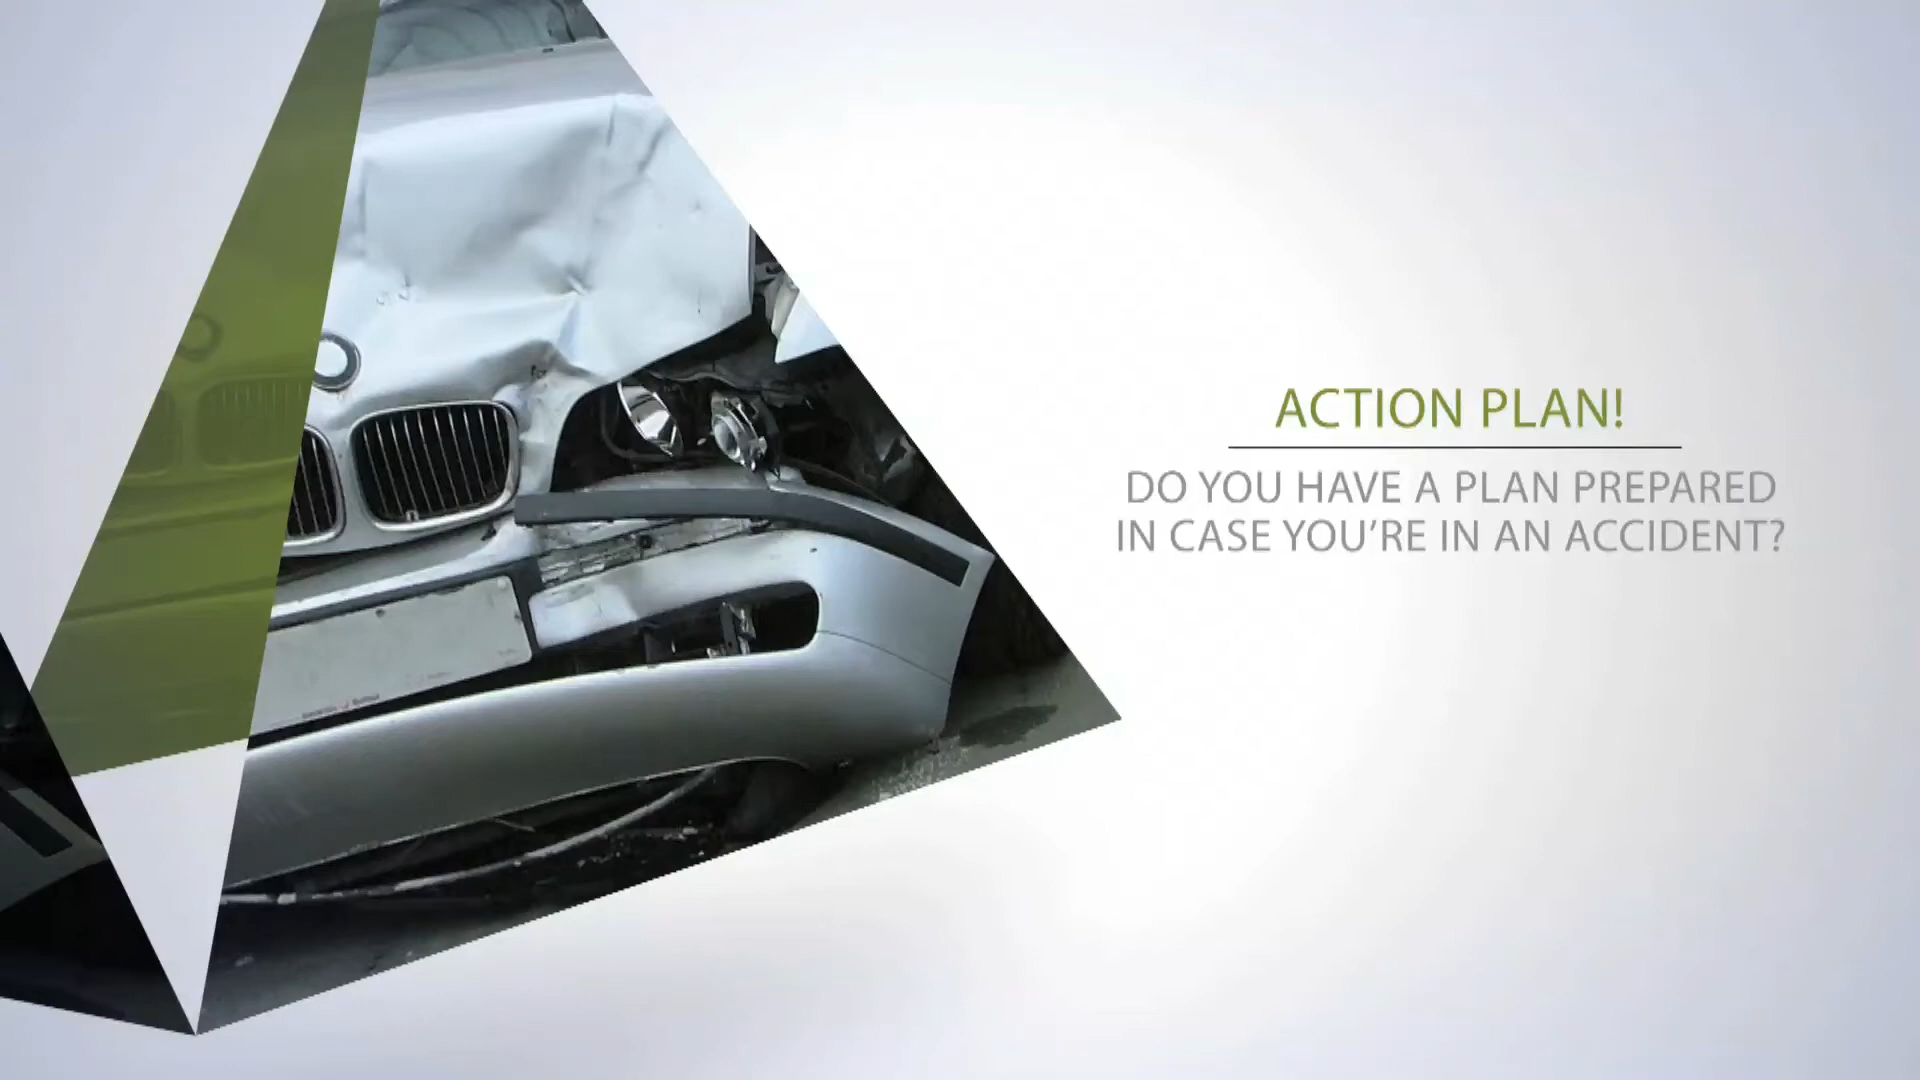 ACTION PLAN!
DO YOU HAVE A PLAN PREPARED
IN CASE YOU'RE IN AN ACCIDENT?